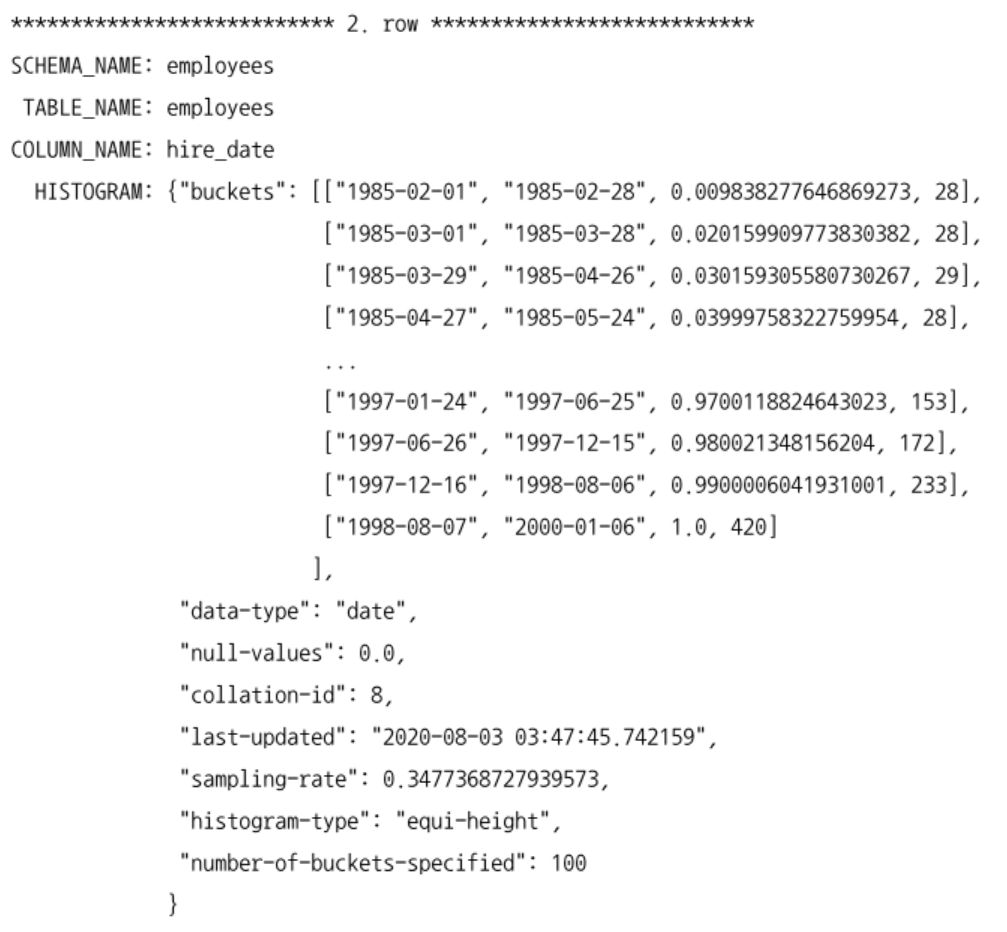 *************************** 2. row ***************************
SCHEMA_NAME: employees
TABLE_NAME: employees
COLUMN_NAME: hire_date
HISTOGRAM: {"buckets": [["1985-02-01", "1985-02-28", 0.009838277646869273, 28],
["1985-03-01", "1985-03-28", 0.020159909773830382, 28],
["1985-03-29", "1985-04-26", 0.030159305580730267, 29],
["1985-04-27", "1985-05-24", 0.03999758322759954, 28],
...
["1997-01-24", "1997-06-25", 0.9700118824643023, 153],
["1997-06-26", "1997-12-15", 0.980021348156204, 172],
["1997-12-16", "1998-08-06", 0.9900006041931001, 233],
["1998-08-07", "2000-01-06", 1.0, 420]
],
"data-type": "date",
"null-values": 0.0,
"collation-id": 8,
"last-updated": "2020-08-03 03:47:45.742159",
"sampling-rate": 0.3477368727939573,
"histogram-type": "equi-height",
"number-of-buckets-specified": 100
}